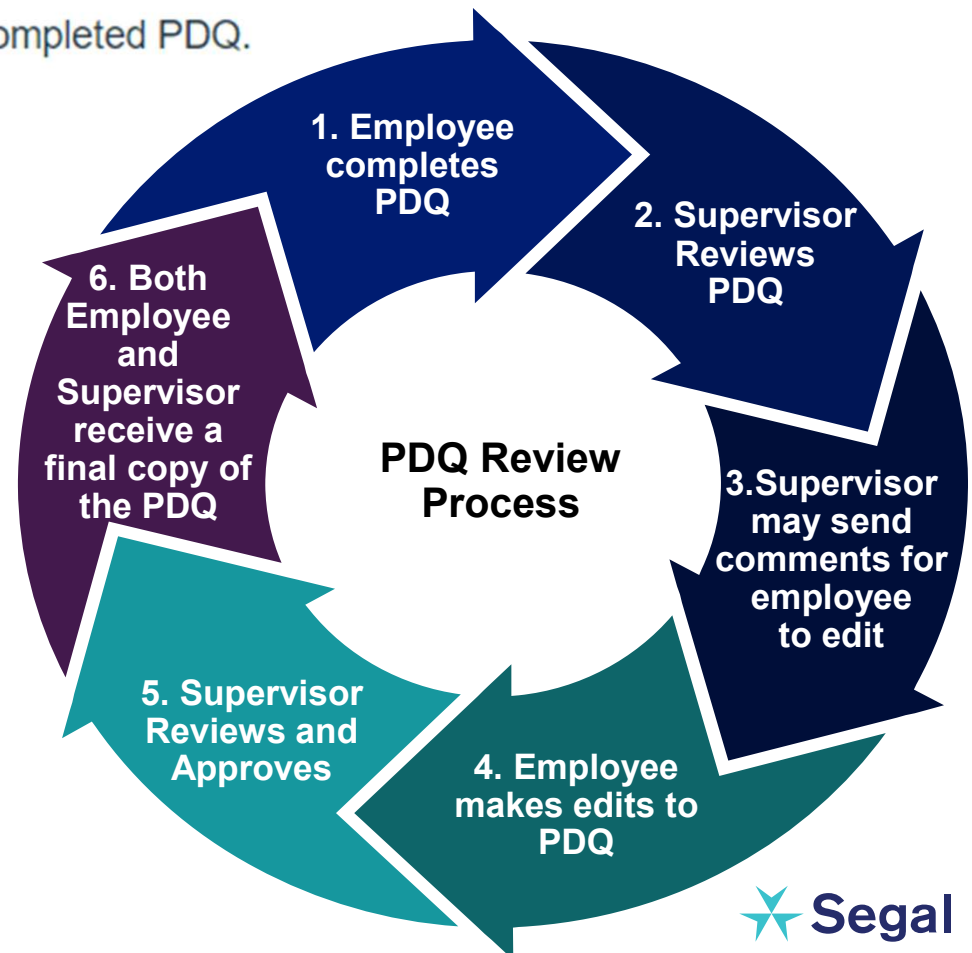 completed PDQ.
1. Employee
completes
PDQ
2. Supervisor
Reviews
PDQ
3.Supervisor
may send
comments for
employee
to edit
4. Employee
makes edits to
PDQ
5. Supervisor
Reviews and
Approves
6. Both
Employee
and
Supervisor
receive a
final copy of
the PDQ
PDQ Review
Process
Segal